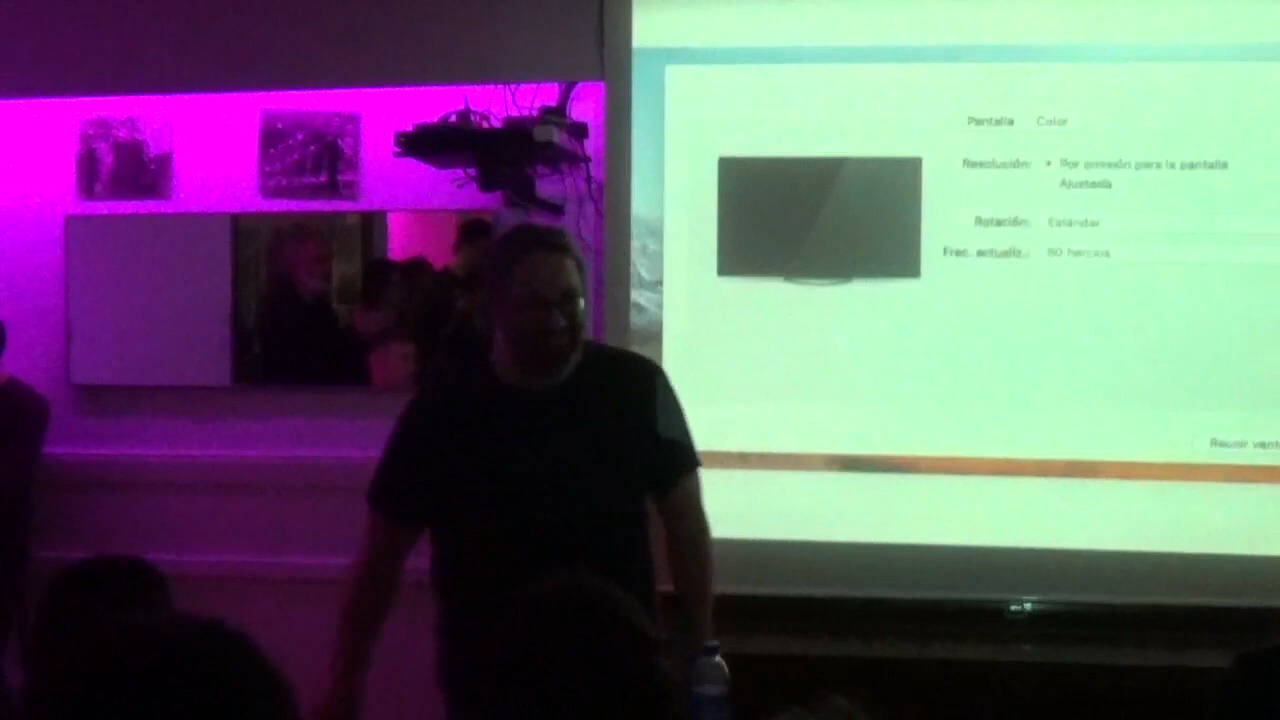 Pantalla Color
Resolución: Por omisión para la pantalla
Ajustada
Rotación: Estándar
Frec. actualiz.: 60 hercios
Reunir vent